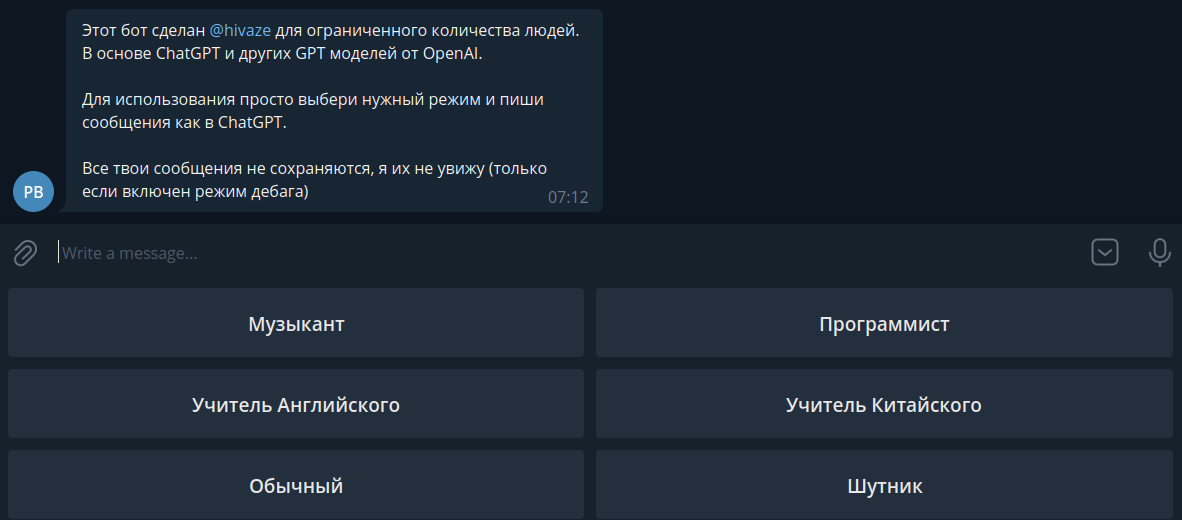 Этот бот сделан @hivaze для ограниченного количества людей.
В основе ChatGPT и других GPT моделей от OpenAI.
Для использования просто выбери нужный режим и пиши
сообщения как в ChatGPT.
Все твои сообщения не сохраняются, я их не увижу (только
если включен режим дебага)
07:12
PB
Write a message...
Музыкант
Программист
Учитель Английского
Учитель Китайского
Обычный
Шутник